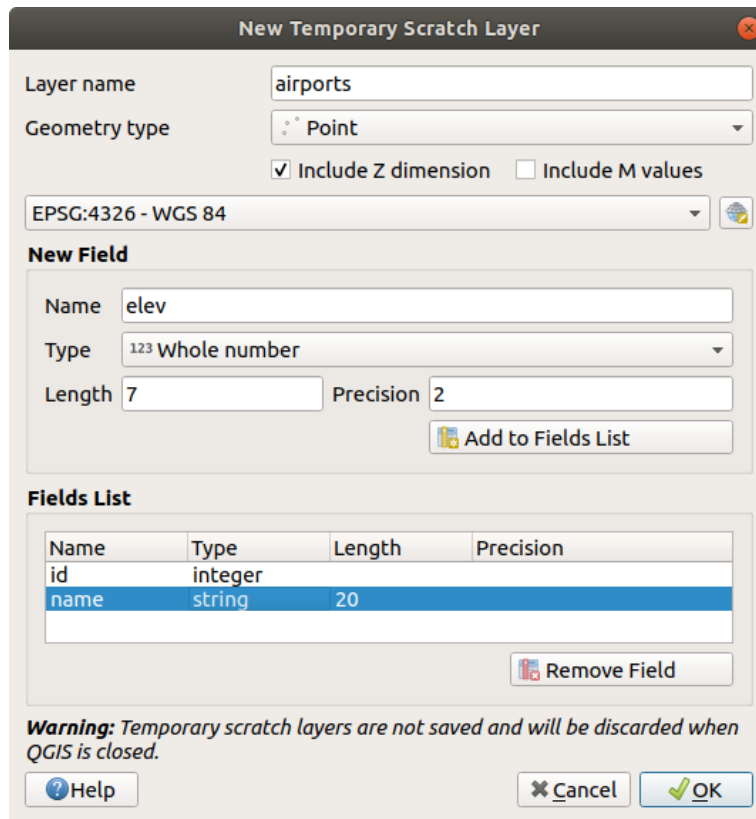 New Temporary Scratch Layer
Layer name airports
Geometry type Point
Include Z dimension Include M values
EPSG:4326 - WGS 84
New Field
Name elev
Type 123 Whole number
Length 7 Precision 2
Add to Fields List
Fields List
Name Type Length Precision
id integer
name string 20
Remove Field
Warning: Temporary scratch layers are not saved and will be discarded when
QGIS is closed.
Help Cancel OK